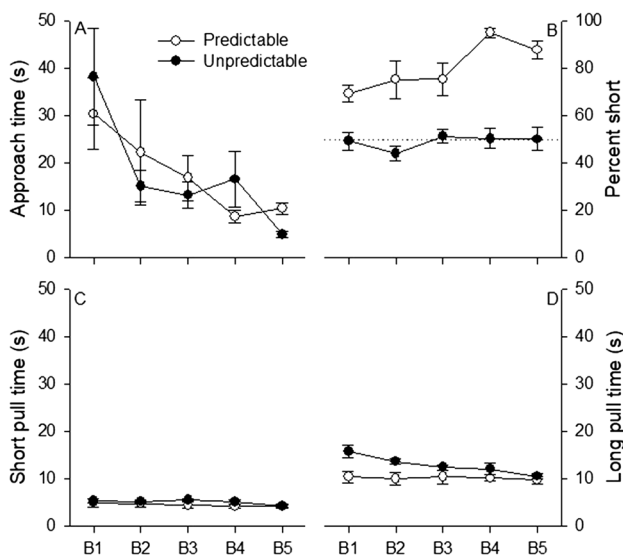 A
B
Predictable
Unpredictable
Approach time (s)
50
40
30
20
10
0
100
80
60
40
20
0
Percent short
C
D
Short pull time (s)
50
40
30
20
10
0
50
40
30
20
10
0
Long pull time (s)
B1 B2 B3 B4 B5
B1 B2 B3 B4 B5